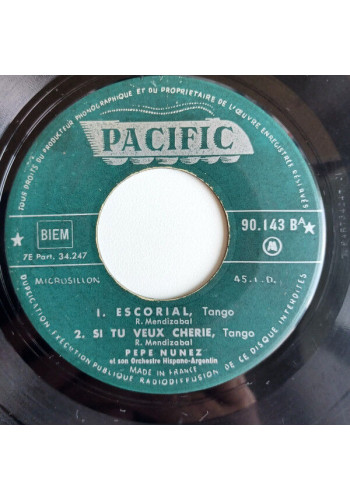 TOUS DROITS DU PRODUCTEUR PHONOGRAPHIQUE ET DU PROPRIETAIRE DE L'ŒUVRE ENREGISTRÉE RÉSERVÉS
PACIFIC
BIEM
90.143 BA
7E Part. 34.247
M
MICROSILLON
45.t.D.
1. ESCORIAL, Tango
R. Mendizabal
2. SI TU VEUX CHERIE, Tango
R. Mendizabal
PEPE NUNEZ
et son Orchestre Hispano-Argentin
MADE IN FRANCE
DUPLICATION-EXÉCUTION PUBLIQUE RADIODIFFUSION DE CE DISQUE INTERDITES